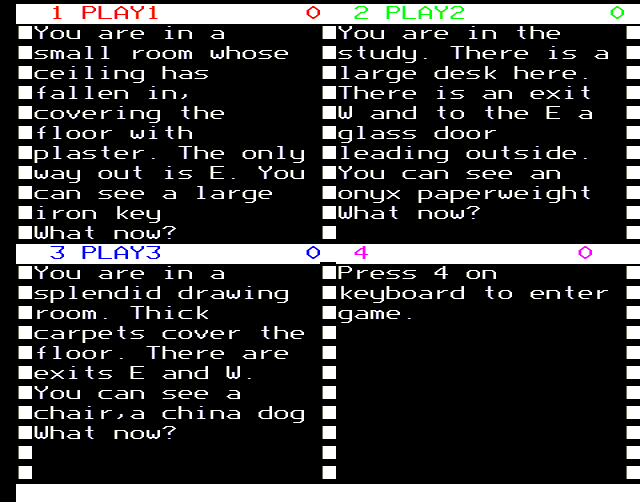 1 PLAY1 0
You are in a
small room whose
ceiling has
fallen in,
covering the
floor with
plaster. The only
way out is E. You
can see a large
iron key
What now?
2 PLAY2 0
You are in the
study. There is a
large desk here.
There is an exit
W and to the E a
glass door
leading outside.
You can see an
onyx paperweight
What now?
3 PLAY3 0
You are in a
splendid drawing
room. Thick
carpets cover the
floor. There are
exits E and W.
You can see a
chair,a china dog
What now?
4 0
Press 4 on
keyboard to enter
game.